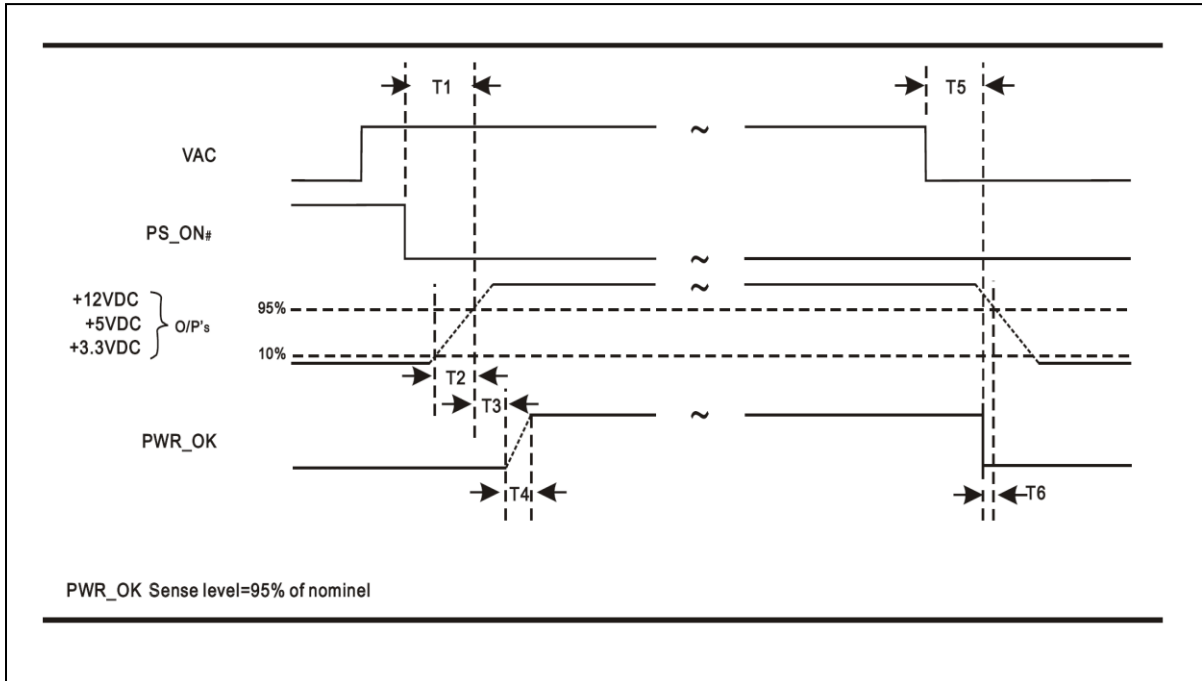 T1
T5
VAC
~
PS_ON#
~
+12VDC
+5VDC
+3.3VDC
O/P's
95%
10%
~
T2
T3
PWR_OK
~
T4
T6
PWR_OK Sense level=95% of nominel